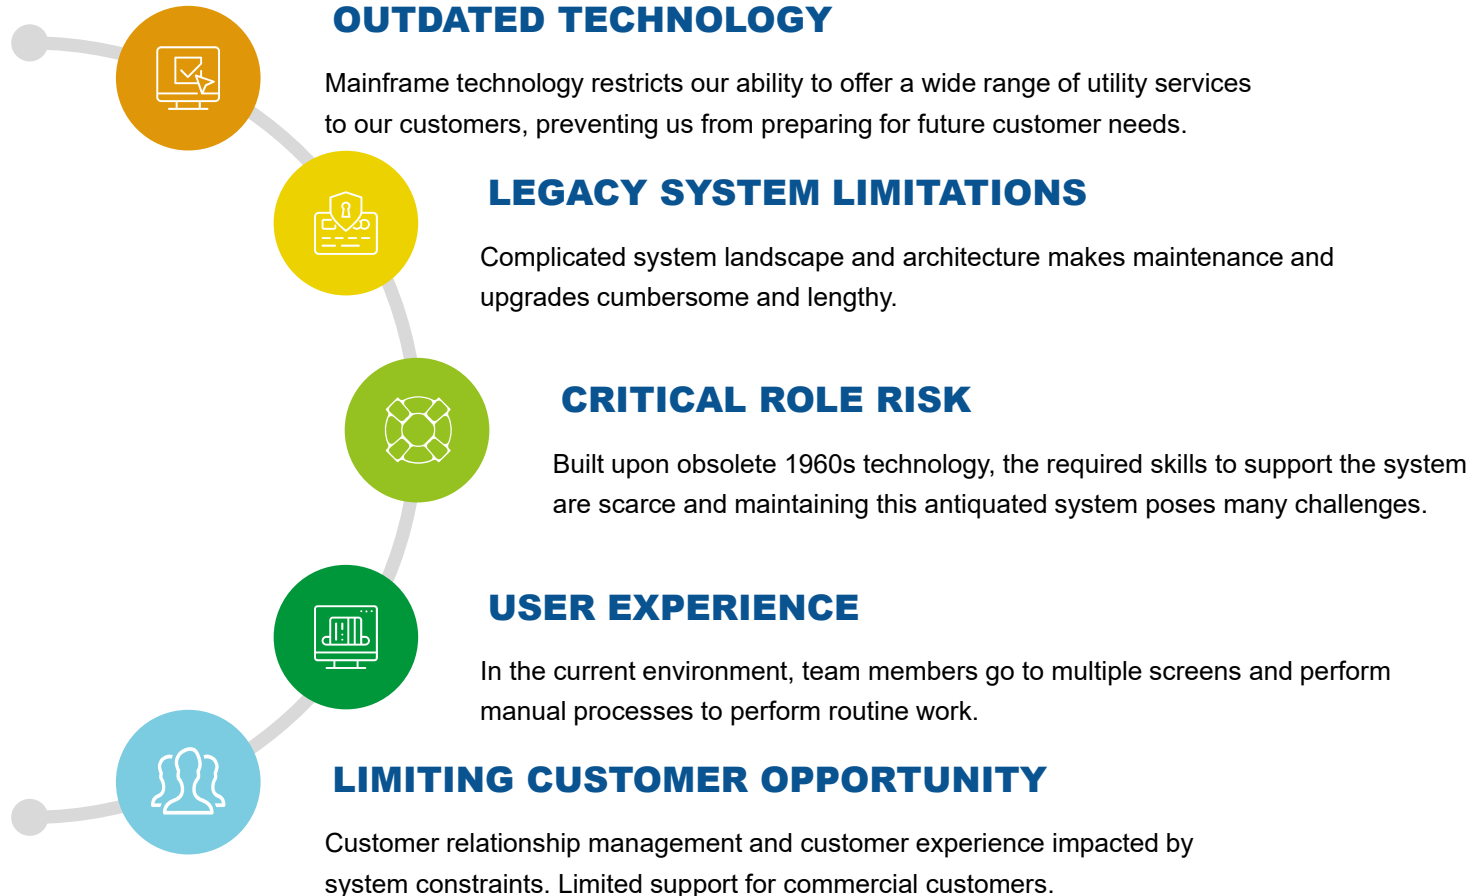 OUTDATED TECHNOLOGY
Mainframe technology restricts our ability to offer a wide range of utility services
to our customers, preventing us from preparing for future customer needs.
LEGACY SYSTEM LIMITATIONS
Complicated system landscape and architecture makes maintenance and
upgrades cumbersome and lengthy.
CRITICAL ROLE RISK
Built upon obsolete 1960s technology, the required skills to support the system
are scarce and maintaining this antiquated system poses many challenges.
USER EXPERIENCE
In the current environment, team members go to multiple screens and perform
manual processes to perform routine work.
LIMITING CUSTOMER OPPORTUNITY
Customer relationship management and customer experience impacted by
system constraints. Limited support for commercial customers.